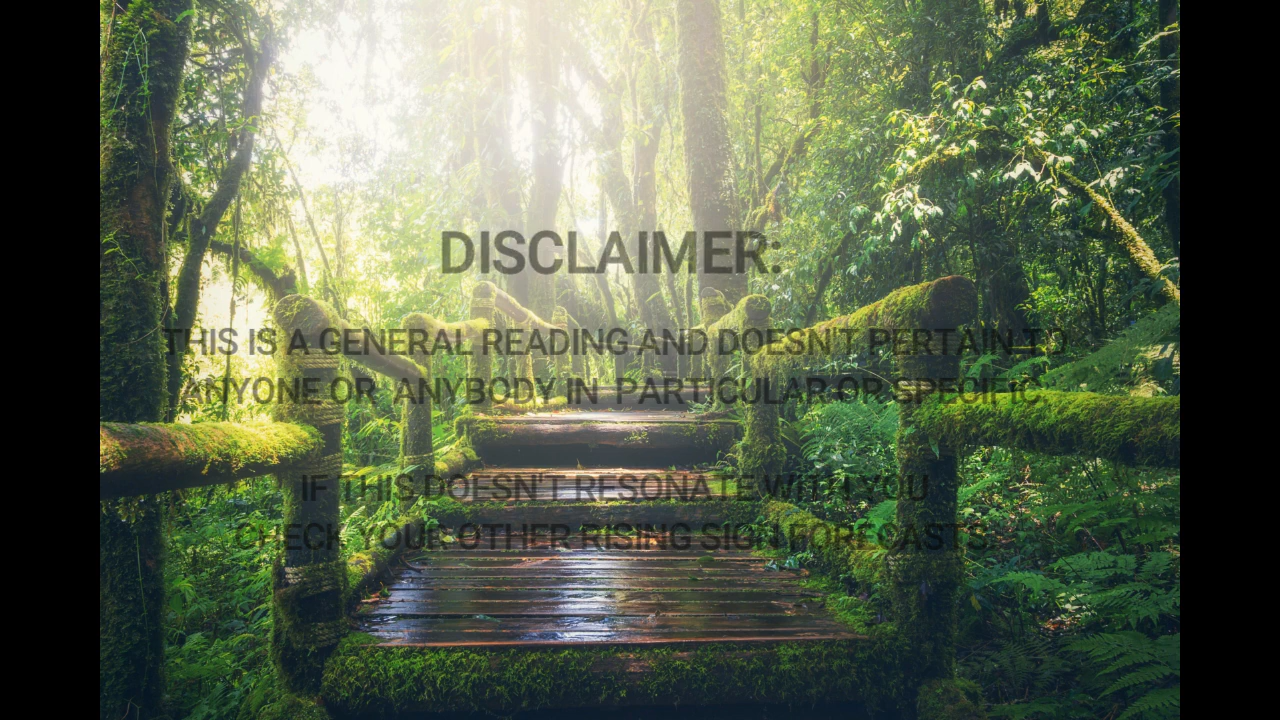 DISCLAIMER:
THIS IS A GENERAL READING AND DOESN'T PERTAIN TO
ANYONE OR ANYBODY IN PARTICULAR OR SPECIFIC.
IF THIS DOESN'T RESONATE WITH YOU
CHECK YOUR OTHER RISING SIGN FORECASTS.